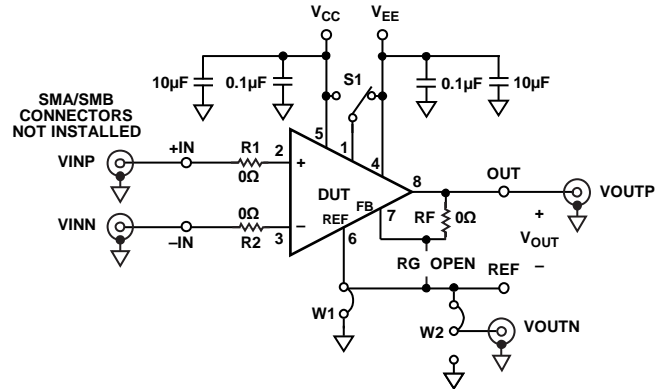 VCC
VEE
10µF
0.1µF
S1
0.1µF
10µF
SMA/SMB
CONNECTORS
NOT INSTALLED
VINP
+IN
R1
0Ω
2
5
1
4
+
DUT
8
OUT
VOUTP
FB
7
RF
0Ω
+
VOUT
–
VINN
–IN
0Ω
R2
3
–
REF
6
RG OPEN
REF
W1
W2
VOUTN